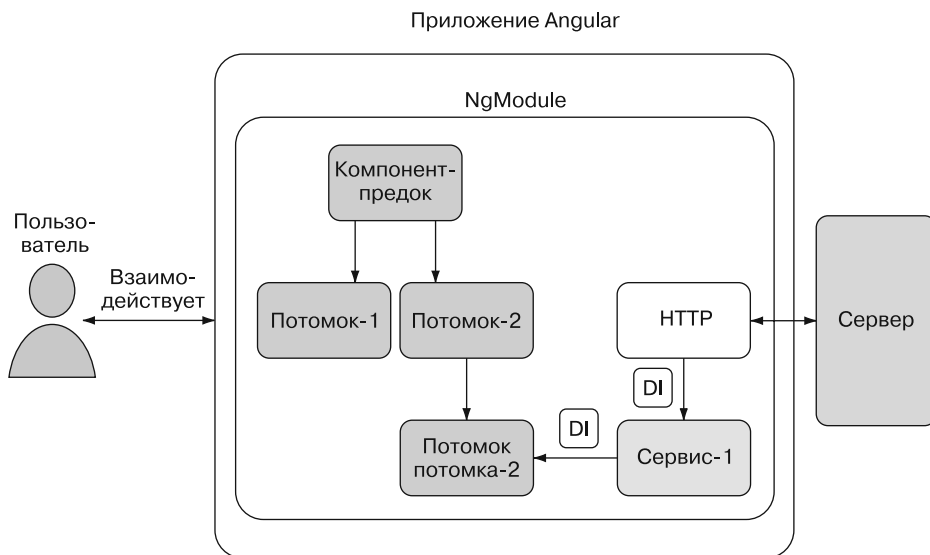 Приложение Angular
NgModule
Компонент-
предок
Пользо-
ватель
Взаимо-
действует
Потомок-1
Потомок-2
HTTP
Сервер
DI
DI
Потомок
потомка-2
Сервис-1